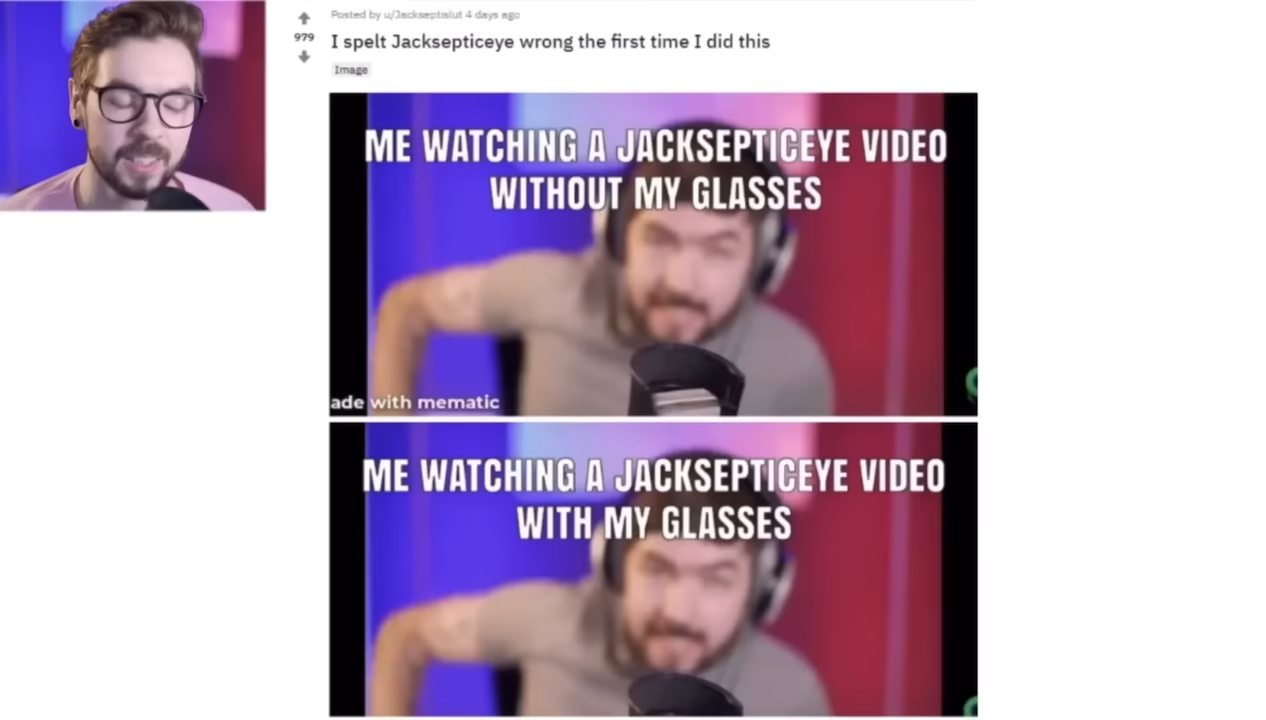 Posted by u/Jackseptislut 4 days ago
979
I spelt Jacksepticeye wrong the first time I did this
Image
ME WATCHING A JACKSEPTICEYE VIDEO
WITHOUT MY GLASSES
ade with mematic
ME WATCHING A JACKSEPTICEYE VIDEO
WITH MY GLASSES